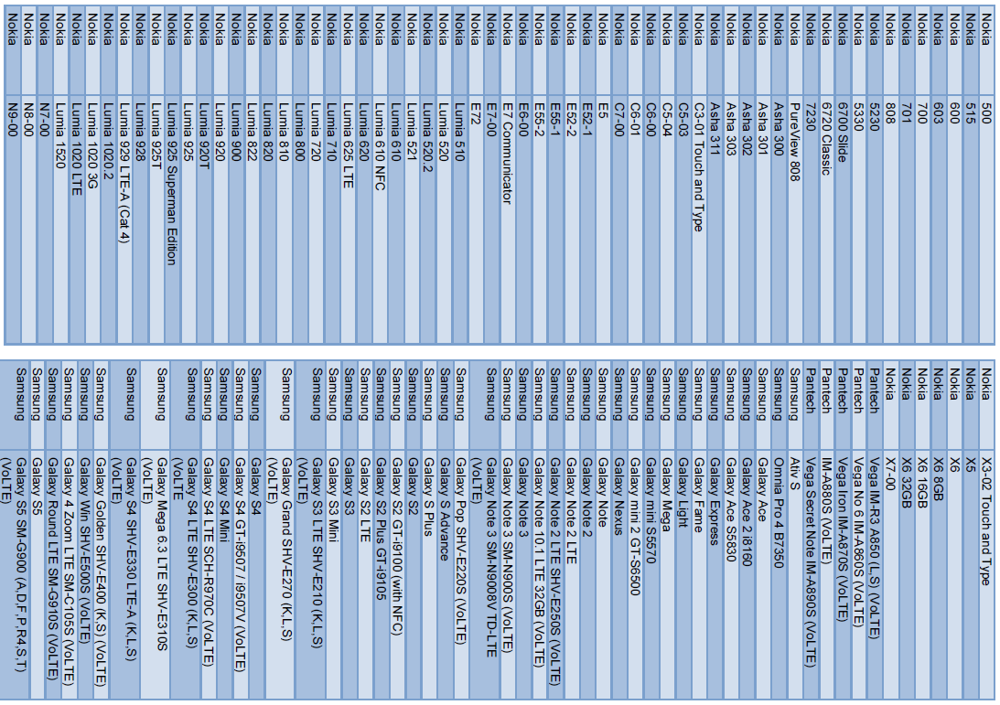 Nokia 500
Nokia 515
Nokia 600
Nokia 603
Nokia 700
Nokia 701
Nokia 808
Nokia 5230
Nokia 5330
Nokia 6700 Slide
Nokia 6720 Classic
Nokia 7230
Nokia PureView 808
Nokia Asha 300
Nokia Asha 301
Nokia Asha 302
Nokia Asha 303
Nokia Asha 311
Nokia C3-01 Touch and Type
Nokia C5-03
Nokia C5-04
Nokia C6-00
Nokia C6-01
Nokia C7-00
Nokia E5
Nokia E52-1
Nokia E52-2
Nokia E55-1
Nokia E55-2
Nokia E6-00
Nokia E7 Communicator
Nokia E7-00
Nokia E72
Nokia Lumia 510
Nokia Lumia 520
Nokia Lumia 520.2
Nokia Lumia 521
Nokia Lumia 610
Nokia Lumia 610 NFC
Nokia Lumia 620
Nokia Lumia 625 LTE
Nokia Lumia 710
Nokia Lumia 720
Nokia Lumia 800
Nokia Lumia 810
Nokia Lumia 820
Nokia Lumia 822
Nokia Lumia 900
Nokia Lumia 920
Nokia Lumia 920T
Nokia Lumia 925
Nokia Lumia 925 Superman Edition
Nokia Lumia 925T
Nokia Lumia 928
Nokia Lumia 929 LTE-A (Cat 4)
Nokia Lumia 1020.2
Nokia Lumia 1020 3G
Nokia Lumia 1020 LTE
Nokia Lumia 1520
Nokia N7-00
Nokia N8-00
Nokia N9-00
Nokia X3-02 Touch and Type
Nokia X5
Nokia X6
Nokia X6 8GB
Nokia X6 16GB
Nokia X6 32GB
Nokia X7-00
Pantech Vega IM-R3 A850 (L,S) (VoLTE)
Pantech Vega No 6 IM-A860S (VoLTE)
Pantech Vega Iron IM-A870S (VoLTE)
Pantech IM-A880S (VoLTE)
Pantech Vega Secret Note IM-A890S (VoLTE)
Samsung Ativ S
Samsung Omnia Pro 4 B7350
Samsung Galaxy Ace
Samsung Galaxy Ace 2 i8160
Samsung Galaxy Ace S5830
Samsung Galaxy Express
Samsung Galaxy Fame
Samsung Galaxy Light
Samsung Galaxy Mega
Samsung Galaxy mini S5570
Samsung Galaxy mini 2 GT-S6500
Samsung Galaxy Nexus
Samsung Galaxy Note
Samsung Galaxy Note 2
Samsung Galaxy Note 2 LTE
Samsung Galaxy Note 2 LTE SHV-E250S (VoLTE)
Samsung Galaxy Note 10.1 LTE 32GB (VoLTE)
Samsung Galaxy Note 3
Samsung Galaxy Note 3 SM-N900S (VoLTE)
Samsung Galaxy Note 3 SM-N9008V TD-LTE
(VoLTE)
Samsung Galaxy Pop SHV-E220S (VoLTE)
Samsung Galaxy S Advance
Samsung Galaxy S Plus
Samsung Galaxy S2
Samsung Galaxy S2 GT-i9100 (with NFC)
Samsung Galaxy S2 Plus GT-i9105
Samsung Galaxy S2 LTE
Samsung Galaxy S3
Samsung Galaxy S3 Mini
Samsung Galaxy S3 LTE SHV-E210 (K,L,S)
(VoLTE)
Samsung Galaxy Grand SHV-E270 (K,L,S)
(VoLTE)
Samsung Galaxy S4
Samsung Galaxy S4 GT-i9507 / i9507V (VoLTE)
Samsung Galaxy S4 Mini
Samsung Galaxy S4 LTE SCH-R970C (VoLTE)
Samsung Galaxy S4 LTE SHV-E300 (K,L,S)
(VoLTE
Samsung Galaxy Mega 6.3 LTE SHV-E310S
(VoLTE)
Samsung Galaxy S4 SHV-E330 LTE-A (K,L,S)
(VoLTE)
Samsung Galaxy Golden SHV-E400 (K,S) (VoLTE)
Samsung Galaxy Win SHV-E500S (VoLTE)
Samsung Galaxy 4 Zoom LTE SM-C105S (VoLTE)
Samsung Galaxy Round LTE SM-G910S (VoLTE)
Samsung Galaxy S5
Samsung Galaxy S5 SM-G900 (A,D,F,P,R4,S,T)
(VoLTE)